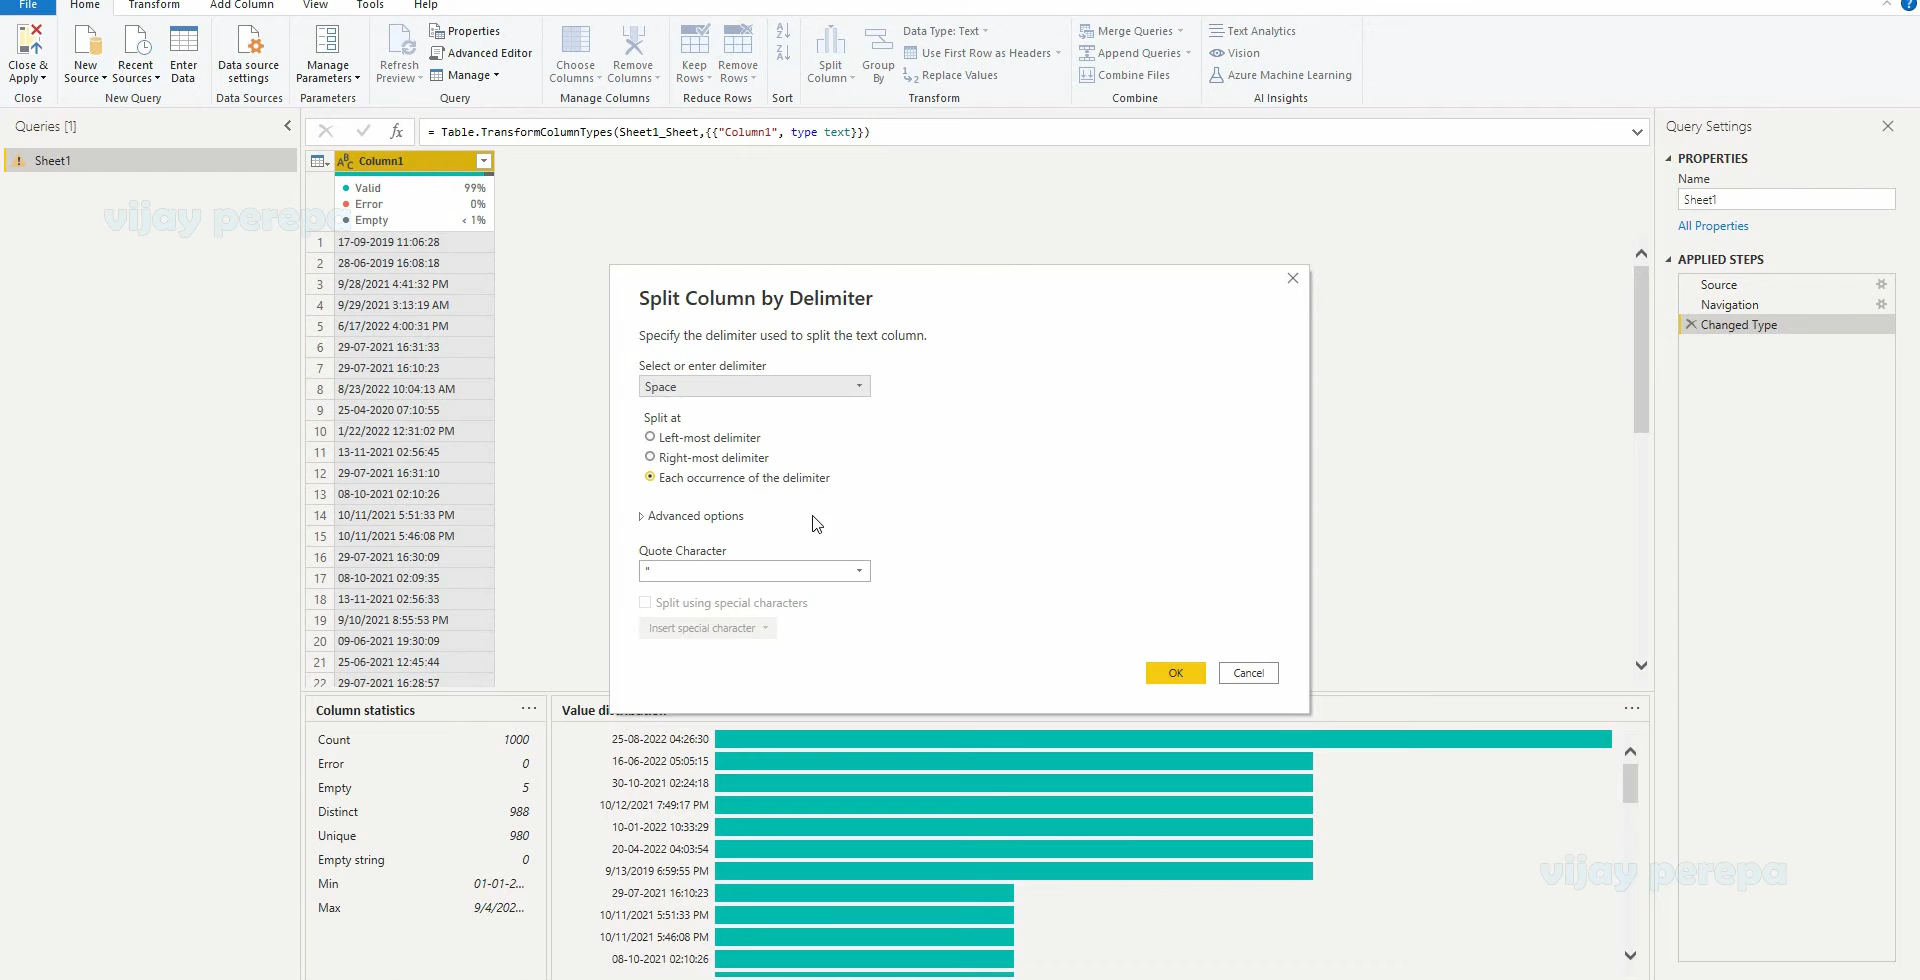 File Home Transform Add Column View Tools Help
Close & Apply
New Source
Recent Sources
Enter Data
Data source settings
Manage Parameters
Refresh Preview
Properties
Advanced Editor
Manage
Choose Columns
Remove Columns
Keep Rows
Remove Rows
Split Column
Group By
Data Type: Text
Use First Row as Headers
Replace Values
Merge Queries
Append Queries
Combine Files
Text Analytics
Vision
Azure Machine Learning
Close New Query Data Sources Parameters Query Manage Columns Reduce Rows Sort Transform Combine AI Insights
Queries [1]
Sheet1
= Table.TransformColumnTypes(Sheet1_Sheet,{{"Column1", type text}})
Column1
Valid 99%
Error 0%
Empty < 1%
1 17-09-2019 11:06:28
2 28-06-2019 16:08:18
3 9/28/2021 4:41:32 PM
4 9/29/2021 3:13:19 AM
5 6/17/2022 4:00:31 PM
6 29-07-2021 16:31:33
7 29-07-2021 16:10:23
8 8/23/2022 10:04:13 AM
9 25-04-2020 07:10:55
10 1/22/2022 12:31:02 PM
11 13-11-2021 02:56:45
12 29-07-2021 16:31:10
13 08-10-2021 02:10:26
14 10/11/2021 5:51:33 PM
15 10/11/2021 5:46:08 PM
16 29-07-2021 16:30:09
17 08-10-2021 02:09:35
18 13-11-2021 02:56:33
19 9/10/2021 8:55:53 PM
20 09-06-2021 19:30:09
21 25-06-2021 12:45:44
22 29-07-2021 16:28:57
vijay perepa
Split Column by Delimiter
Specify the delimiter used to split the text column.
Select or enter delimiter
Space
Split at
Left-most delimiter
Right-most delimiter
Each occurrence of the delimiter
Advanced options
Quote Character
"
Split using special characters
Insert special character
OK Cancel
Query Settings
PROPERTIES
Name
Sheet1
All Properties
APPLIED STEPS
Source
Navigation
Changed Type
Column statistics
Count 1000
Error 0
Empty 5
Distinct 988
Unique 980
Empty string 0
Min 01-01-2...
Max 9/4/202...
Value
25-08-2022 04:26:30
16-06-2022 05:05:15
30-10-2021 02:24:18
10/12/2021 7:49:17 PM
10-01-2022 10:33:29
20-04-2022 04:03:54
9/13/2019 6:59:55 PM
29-07-2021 16:10:23
10/11/2021 5:51:33 PM
10/11/2021 5:46:08 PM
08-10-2021 02:10:26
vijay perepa